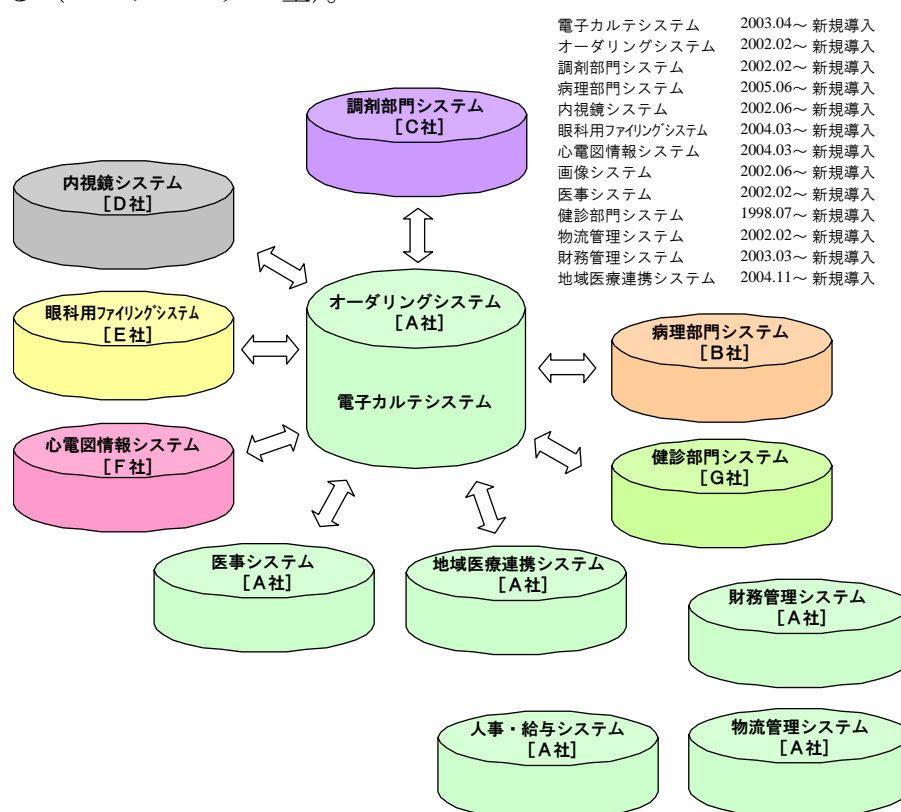 電子カルテシステム 2003.04～ 新規導入
オーダリングシステム 2002.02～ 新規導入
調剤部門システム 2002.02～ 新規導入
病理部門システム 2005.06～ 新規導入
内視鏡システム 2002.06～ 新規導入
眼科用ﾌｧｲﾘﾝｸﾞｼｽﾃﾑ 2004.03～ 新規導入
心電図情報システム 2004.03～ 新規導入
画像システム 2002.06～ 新規導入
医事システム 2002.02～ 新規導入
健診部門システム 1998.07～ 新規導入
物流管理システム 2002.02～ 新規導入
財務管理システム 2003.03～ 新規導入
地域医療連携システム 2004.11～ 新規導入
調剤部門システム
［C社］
内視鏡システム
［D社］
オーダリングシステム
［A社］
電子カルテシステム
眼科用ﾌｧｲﾘﾝｸﾞｼｽﾃﾑ
［E社］
病理部門システム
［B社］
心電図情報システム
［F社］
健診部門システム
［G社］
医事システム
［A社］
地域医療連携システム
［A社］
財務管理システム
［A社］
人事・給与システム
［A社］
物流管理システム
［A社］